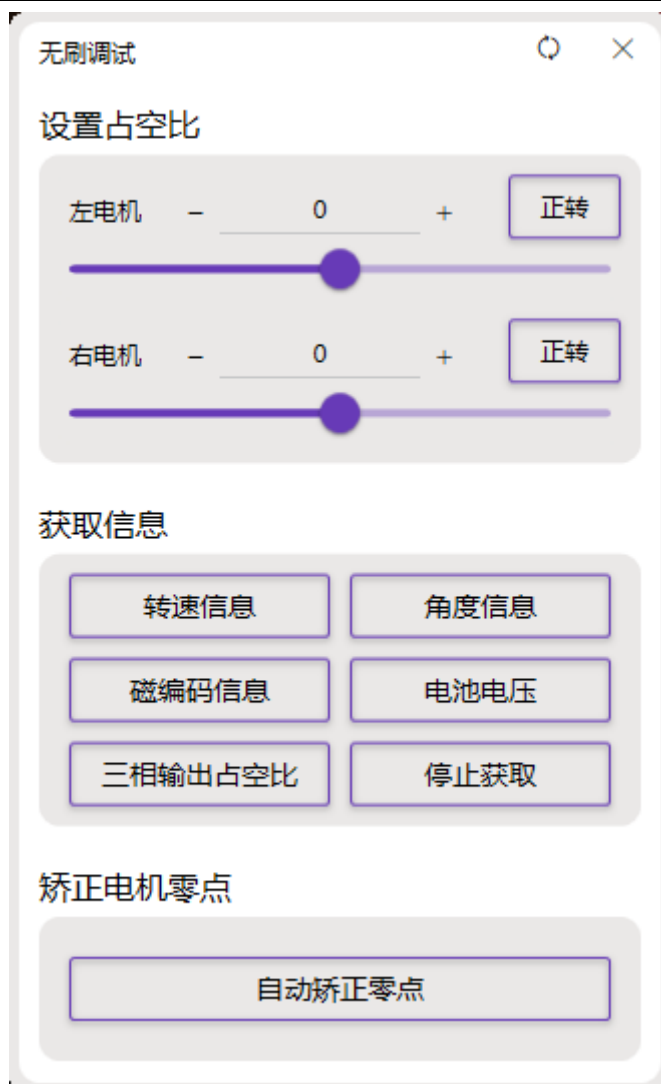 无刷调试
设置占空比
左电机 － 0 + 正转
右电机 － 0 + 正转
获取信息
转速信息 角度信息
磁编码信息 电池电压
三相输出占空比 停止获取
矫正电机零点
自动矫正零点